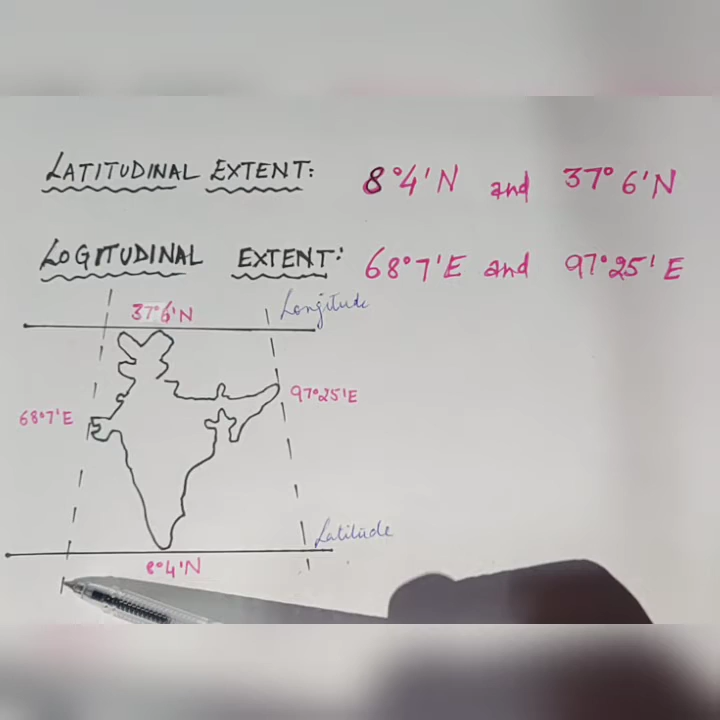 LATITUDINAL EXTENT: 8°4'N and 37°6'N
LOGITUDINAL EXTENT: 68°7'E and 97°25'E
Longitude
37°6'N
97°25'E
68°7'E
Latitude
8°4'N